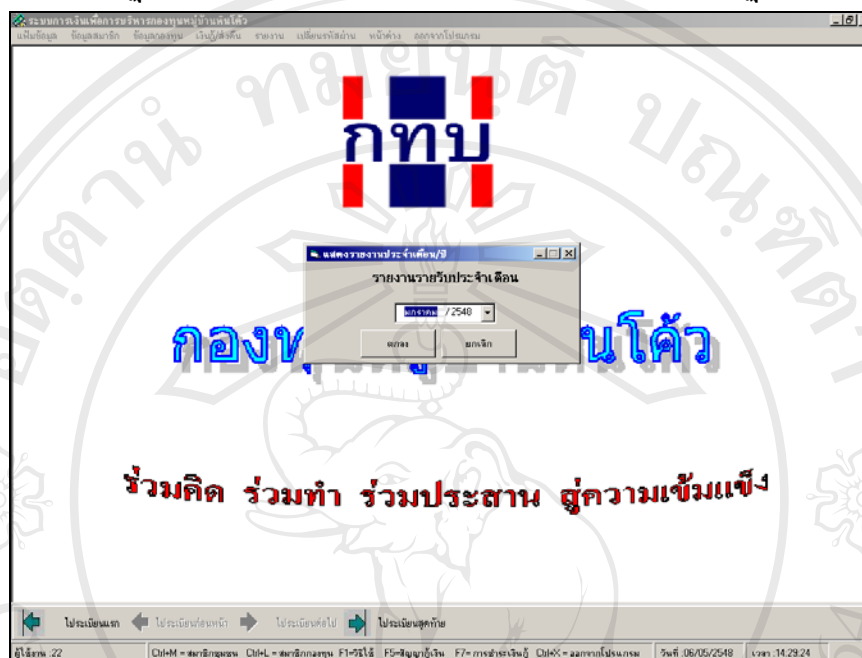 ระบบการเงินเพื่อการบริหารกองทุนหมู่บ้านต้นโค้ว
แฟ้มข้อมูล ข้อมูลสมาชิก ข้อมูลกองทุน เงินกู้/ส่งคืน รายงาน เปลี่ยนรหัสผ่าน หน้าต่าง ออกจากโปรแกรม
กทบ
แสดงรายงานประจำเดือน/ปี
รายงานรายรับประจำเดือน
มกราคม /2548
ตกลง ยกเลิก
ร่วมคิด ร่วมทำ ร่วมประสาน สู่ความเข้มแข็ง
ไประเบียนแรก ไประเบียนก่อนหน้า ไประเบียนต่อไป ไประเบียนสุดท้าย
ผู้ใช้งาน :22 Ctrl+M = สมาชิกชุมชน Ctrl+L = สมาชิกกองทุน F1=วิธีใช้ F5=สัญญากู้เงิน F7= การชำระเงินกู้ Ctrl+X = ออกจากโปรแกรม วันที่ :06/05/2548 เวลา :14:29:24